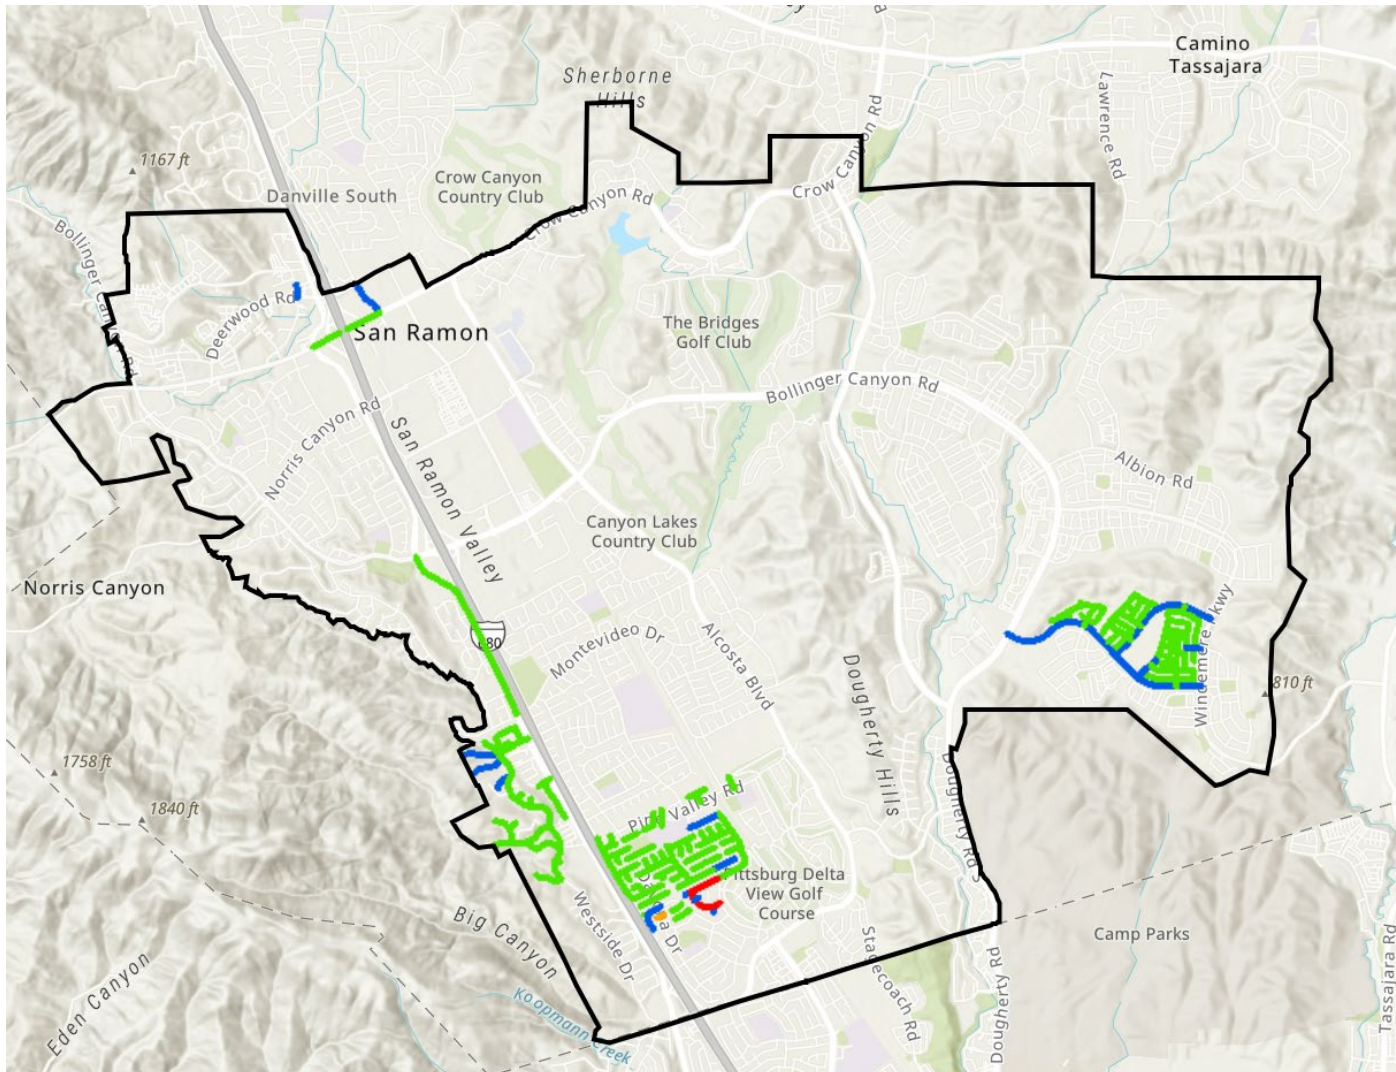 Camino
Tassajara
Sherborne
Hills
Crow Canyon Rd
Lawrence Rd
1167 ft
Danville South
Crow Canyon
Country Club
Crow Canyon Rd
Crow Canyon Rd
Bollinger Canyon Rd
Deerwood Rd
San Ramon
The Bridges
Golf Club
Bollinger Canyon Rd
Norris Canyon Rd
San Ramon Valley
Albion Rd
Canyon Lakes
Country Club
Norris Canyon
680
Montevideo Dr
Alcosta Blvd
Dougherty Hills
Windemere Pkwy
810 ft
1758 ft
1840 ft
Pine Valley Rd
Dougherty Rd S
Pittsburg Delta
View Golf
Course
Dr
Westside Dr
Big Canyon
Stagecoach Rd
Camp Parks
Eden Canyon
Koopmann
Creek
Dougherty Rd
Tassajara Rd